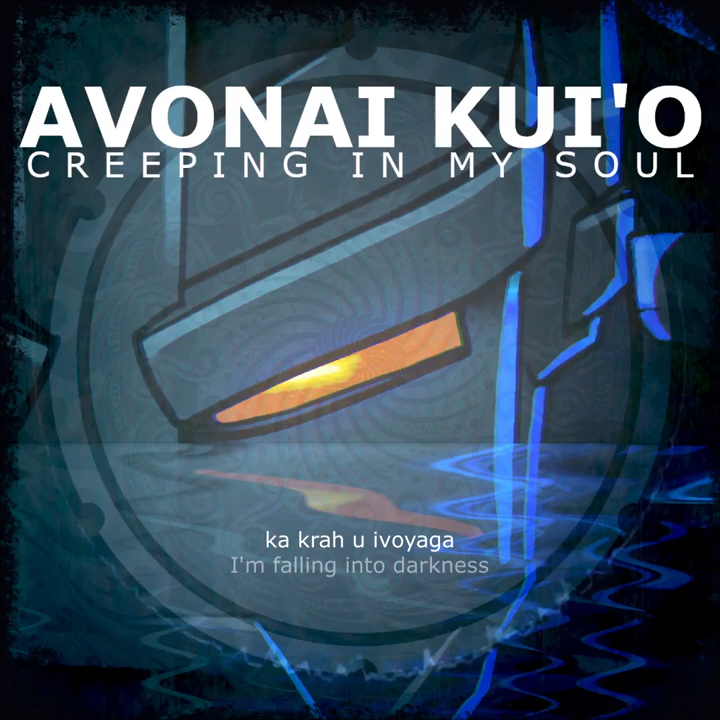 AVONAI KUI'O
CREEPING IN MY SOUL
ka krah u ivoyaga
I'm falling into darkness